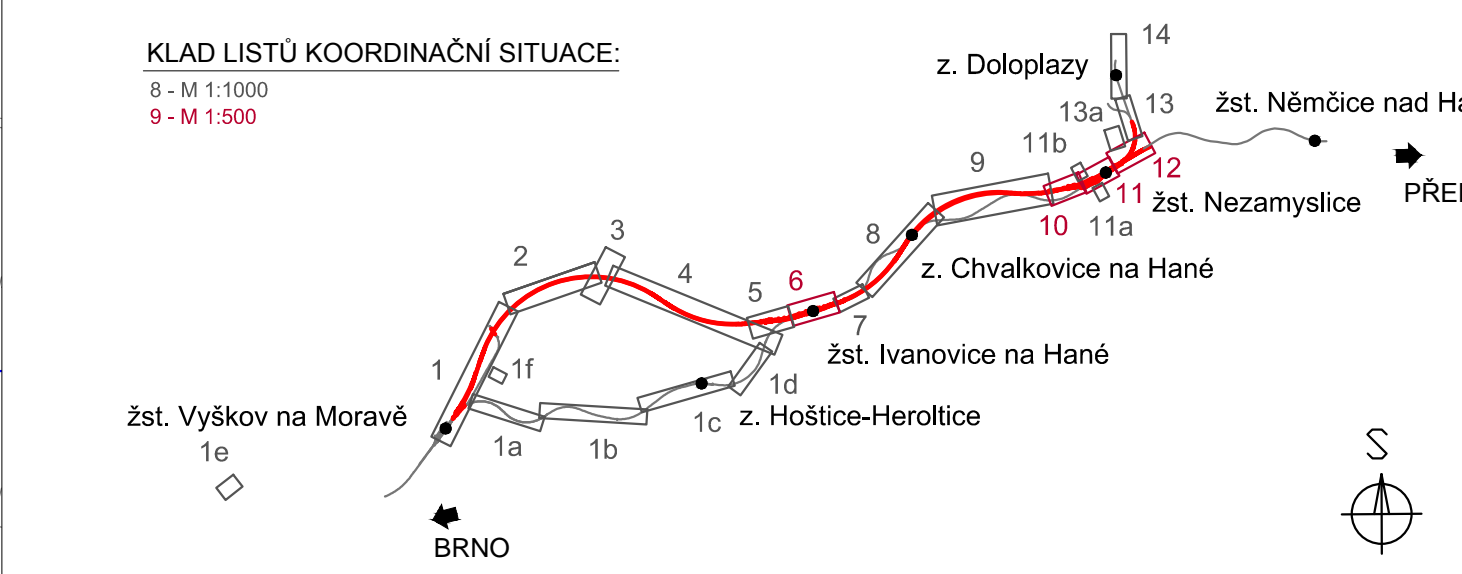 KLAD LISTŮ KOORDINAČNÍ SITUACE:
8 - M 1:1000
9 - M 1:500
14
z. Doloplazy
13
13a
žst. Němčice nad
11b
9
12
11
10
11a
žst. Nezamyslice
8
z. Chvalkovice na Hané
3
2
4
5
6
7
žst. Ivanovice na Hané
1
1f
1d
1c
z. Hoštice-Heroltice
žst. Vyškov na Moravě
1a
1b
1e
BRNO
S